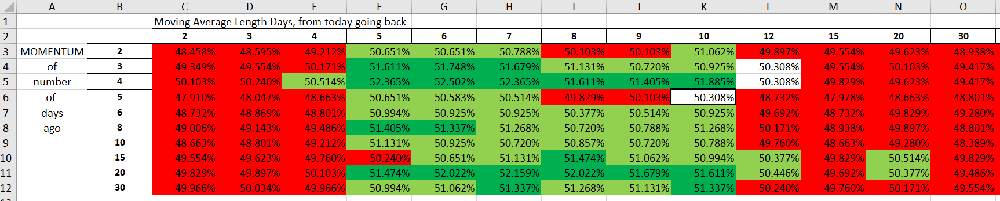 A B C D E F G H I J K L M N O
1 Moving Average Length Days, from today going back
2 2 3 4 5 6 7 8 9 10 12 15 20 30
3 MOMENTUM 2 48.458% 48.595% 49.212% 50.651% 50.651% 50.788% 50.103% 50.103% 51.062% 49.897% 49.554% 49.623% 48.938%
4 of 3 49.349% 49.554% 50.171% 51.611% 51.748% 51.679% 51.131% 50.720% 50.925% 50.308% 49.554% 50.103% 49.417%
5 number 4 50.103% 50.240% 50.514% 52.365% 52.502% 52.365% 51.611% 51.405% 51.885% 50.308% 49.829% 49.623% 49.417%
6 of 5 47.910% 48.047% 48.663% 50.651% 50.583% 50.514% 49.829% 50.103% 50.308% 48.732% 47.978% 48.663% 48.801%
7 days 6 48.732% 48.869% 48.801% 50.994% 50.925% 50.925% 50.377% 50.514% 50.925% 49.692% 48.732% 49.829% 49.280%
8 ago 8 49.006% 49.143% 49.486% 51.405% 51.337% 51.268% 50.720% 50.788% 51.268% 50.171% 48.938% 49.897% 48.801%
9 10 48.663% 48.801% 49.212% 51.131% 50.925% 50.720% 50.857% 50.720% 50.788% 49.760% 48.663% 49.280% 48.389%
10 15 49.554% 49.623% 49.760% 50.240% 50.651% 51.131% 51.474% 51.062% 50.994% 50.377% 49.829% 50.514% 49.829%
11 20 49.829% 49.897% 50.103% 51.474% 52.022% 52.159% 52.022% 51.679% 51.611% 50.446% 49.692% 50.377% 49.486%
12 30 49.966% 50.034% 49.966% 50.994% 51.062% 51.337% 51.268% 51.131% 51.337% 50.240% 49.760% 50.171% 49.554%